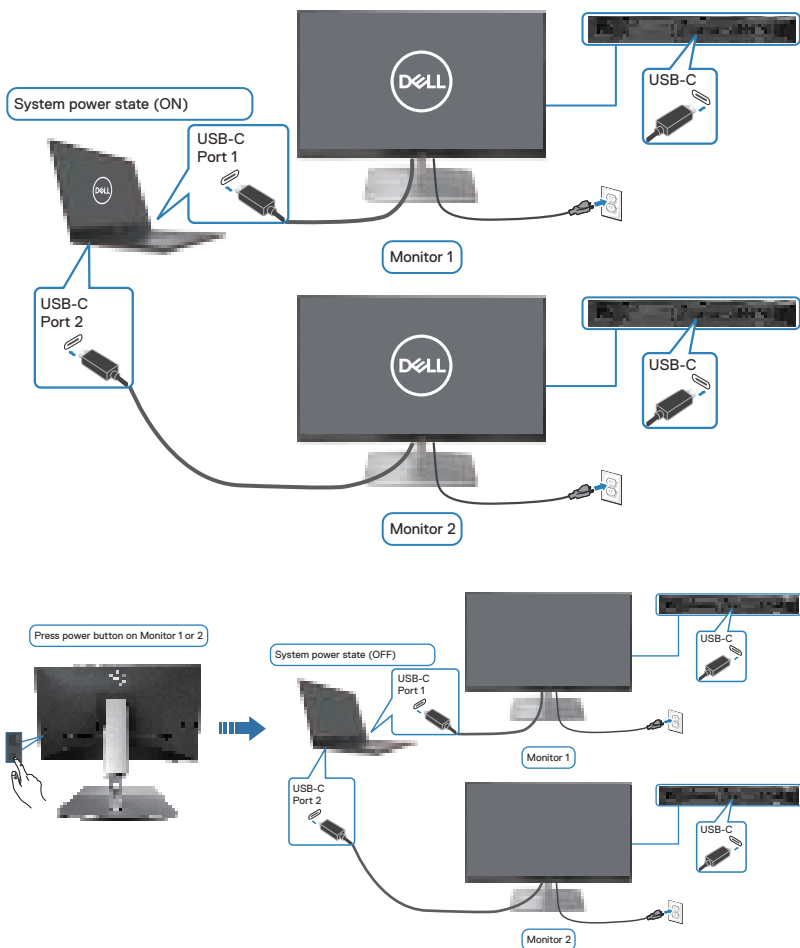 USB-C
DELL
System power state (ON)
USB-C
Port 1
DELL
Monitor 1
USB-C
Port 2
USB-C
DELL
Monitor 2
Press power button on Monitor 1 or 2
System power state (OFF)
USB-C
USB-C
Port 1
Monitor 1
USB-C
Port 2
USB-C
Monitor 2